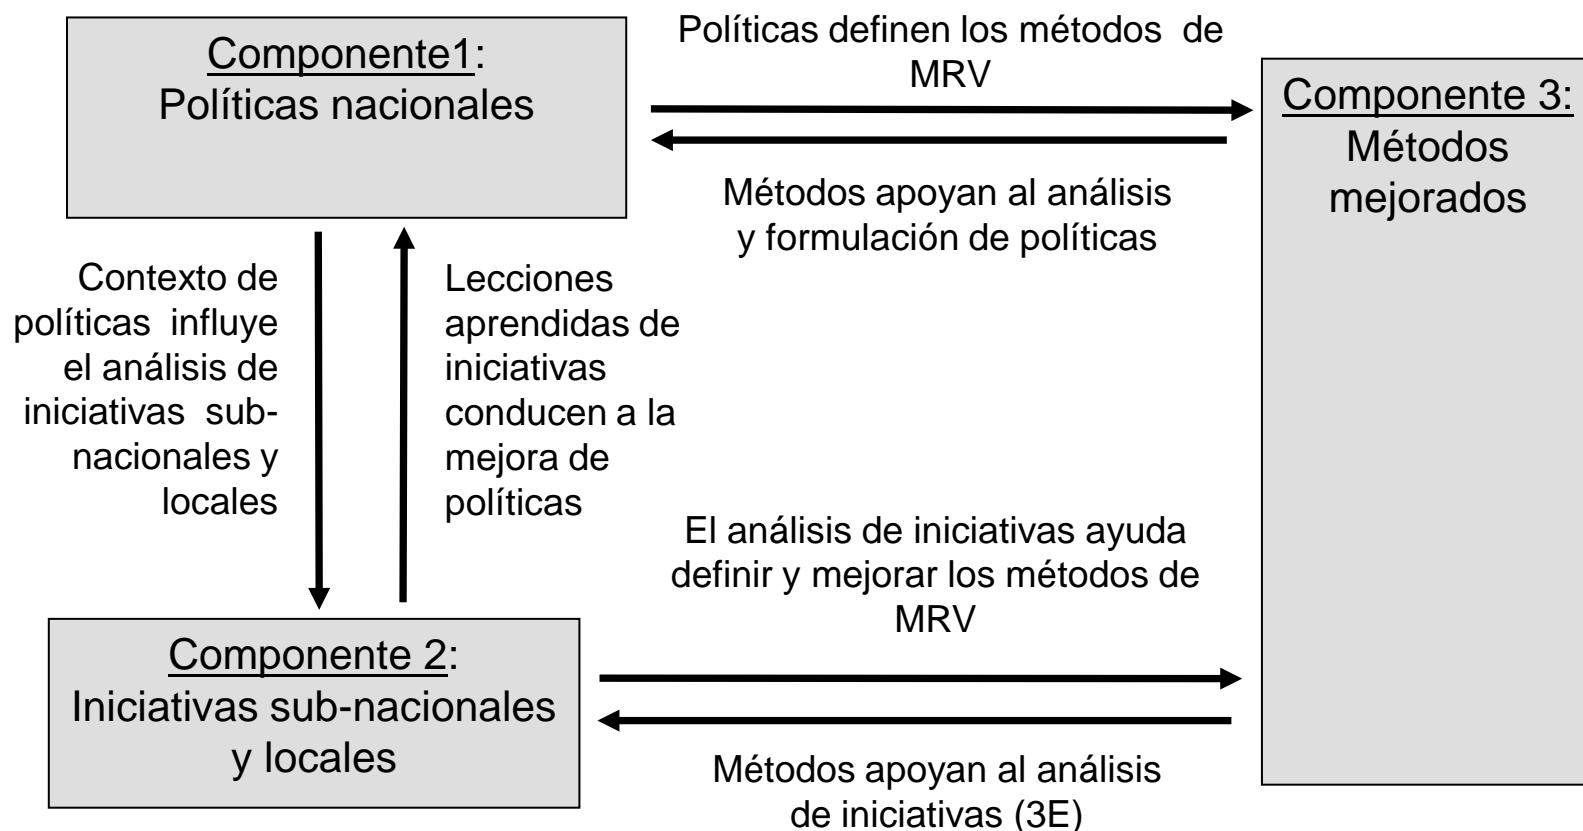 Componente1:
Políticas nacionales
Políticas definen los métodos de
MRV
Métodos apoyan al análisis
y formulación de políticas
Componente 3:
Métodos
mejorados
Contexto de
políticas influye
el análisis de
iniciativas sub-
nacionales y
locales
Lecciones
aprendidas de
iniciativas
conducen a la
mejora de
políticas
El análisis de iniciativas ayuda
definir y mejorar los métodos de
MRV
Componente 2:
Iniciativas sub-nacionales
y locales
Métodos apoyan al análisis
de iniciativas (3E)